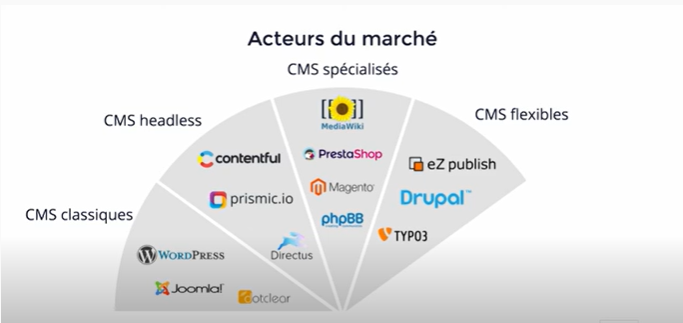 Acteurs du marché
CMS spécialisés
CMS headless
CMS flexibles
CMS classiques
[[ ]]
MediaWiki
PrestaShop
Magento®
phpBB
contentful
prismic.io
Directus
eZ publish
Drupal™
TYPO3
WORDPRESS
Joomla!
dotclear